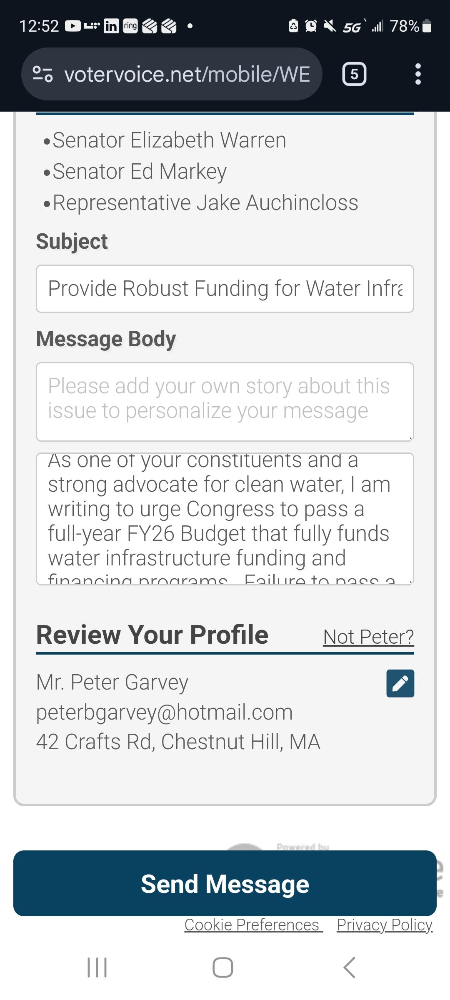 12:52
ring
5G
78%
votervoice.net/mobile/WE
5
•Senator Elizabeth Warren
•Senator Ed Markey
•Representative Jake Auchincloss
Subject
Provide Robust Funding for Water Infra
Message Body
Please add your own story about this
issue to personalize your message
As one of your constituents and a
strong advocate for clean water, I am
writing to urge Congress to pass a
full-year FY26 Budget that fully funds
water infrastructure funding and
financing programs. Failure to pass a
Review Your Profile
Not Peter?
Mr. Peter Garvey
peterbgarvey@hotmail.com
42 Crafts Rd, Chestnut Hill, MA
Powered by
Send Message
Cookie Preferences Privacy Policy